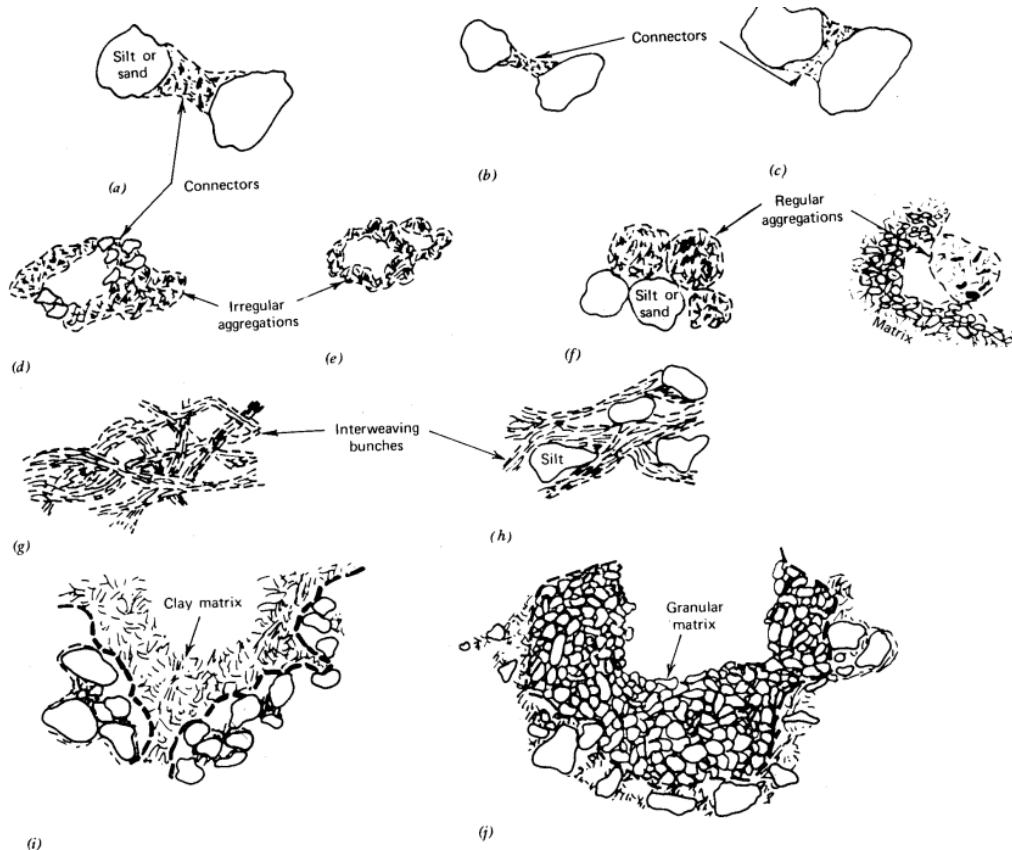 Silt or
sand
Connectors
(a)
(b)
(c)
Connectors
Regular
aggregations
Irregular
aggregations
Silt or
sand
Matrix
(d)
(e)
(f)
Interweaving
bunches
Silt
(g)
(h)
Clay matrix
Granular
matrix
(i)
(j)